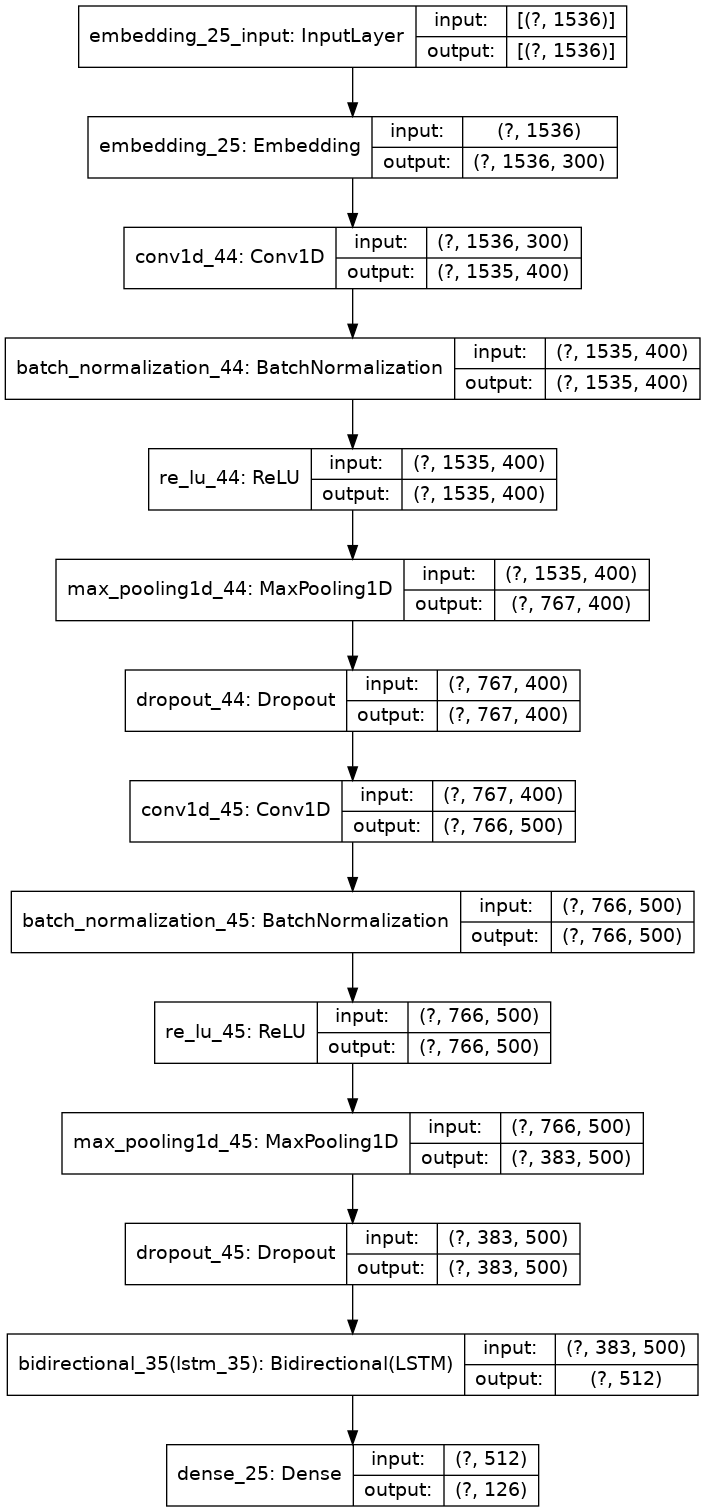 embedding_25_input: InputLayer
input: [(?, 1536)]
output: [(?, 1536)]
embedding_25: Embedding
input: (?, 1536)
output: (?, 1536, 300)
conv1d_44: Conv1D
input: (?, 1536, 300)
output: (?, 1535, 400)
batch_normalization_44: BatchNormalization
input: (?, 1535, 400)
output: (?, 1535, 400)
re_lu_44: ReLU
input: (?, 1535, 400)
output: (?, 1535, 400)
max_pooling1d_44: MaxPooling1D
input: (?, 1535, 400)
output: (?, 767, 400)
dropout_44: Dropout
input: (?, 767, 400)
output: (?, 767, 400)
conv1d_45: Conv1D
input: (?, 767, 400)
output: (?, 766, 500)
batch_normalization_45: BatchNormalization
input: (?, 766, 500)
output: (?, 766, 500)
re_lu_45: ReLU
input: (?, 766, 500)
output: (?, 766, 500)
max_pooling1d_45: MaxPooling1D
input: (?, 766, 500)
output: (?, 383, 500)
dropout_45: Dropout
input: (?, 383, 500)
output: (?, 383, 500)
bidirectional_35(lstm_35): Bidirectional(LSTM)
input: (?, 383, 500)
output: (?, 512)
dense_25: Dense
input: (?, 512)
output: (?, 126)